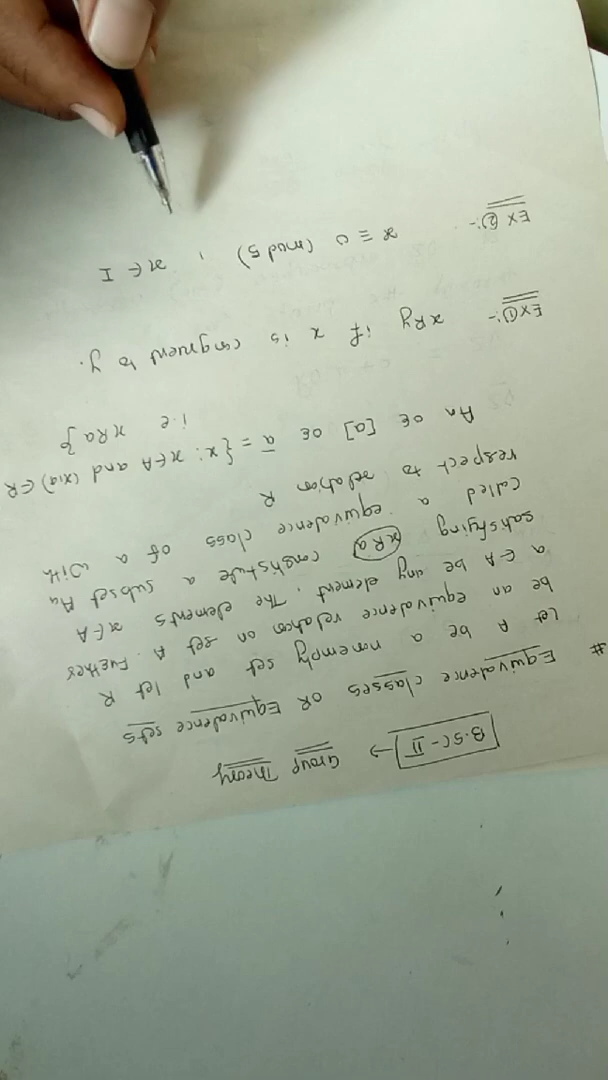 B.SC-II → Group Theory
# Equivalence classes OR Equivalence sets
Let A be a nonempty set and let R
be an equivalence relation on set A. Further
a ∈ A be any element. The elements x ∈ A
satisfying xRa constitute a subset Aa
called a equivalence class of a with
respect to relation R
Aa OR [a] OR a̅ = {x: x∈A and (x,a) ∈ R
i.e xRa}
EX ①:- xRy if x is congruent to y.
EX ②:- x ≡ 0 (mod 5) , x ∈ I